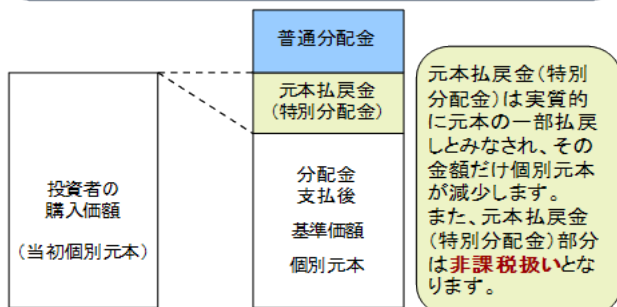 普通分配金
元本払戻金
(特別分配金)
投資者の
購入価額
(当初個別元本)
分配金
支払後
基準価額
個別元本
元本払戻金(特別
分配金)は実質的
に元本の一部払戻
しとみなされ、その
金額だけ個別元本
が減少します。
また、元本払戻金
(特別分配金)部分
は非課税扱いとな
ります。